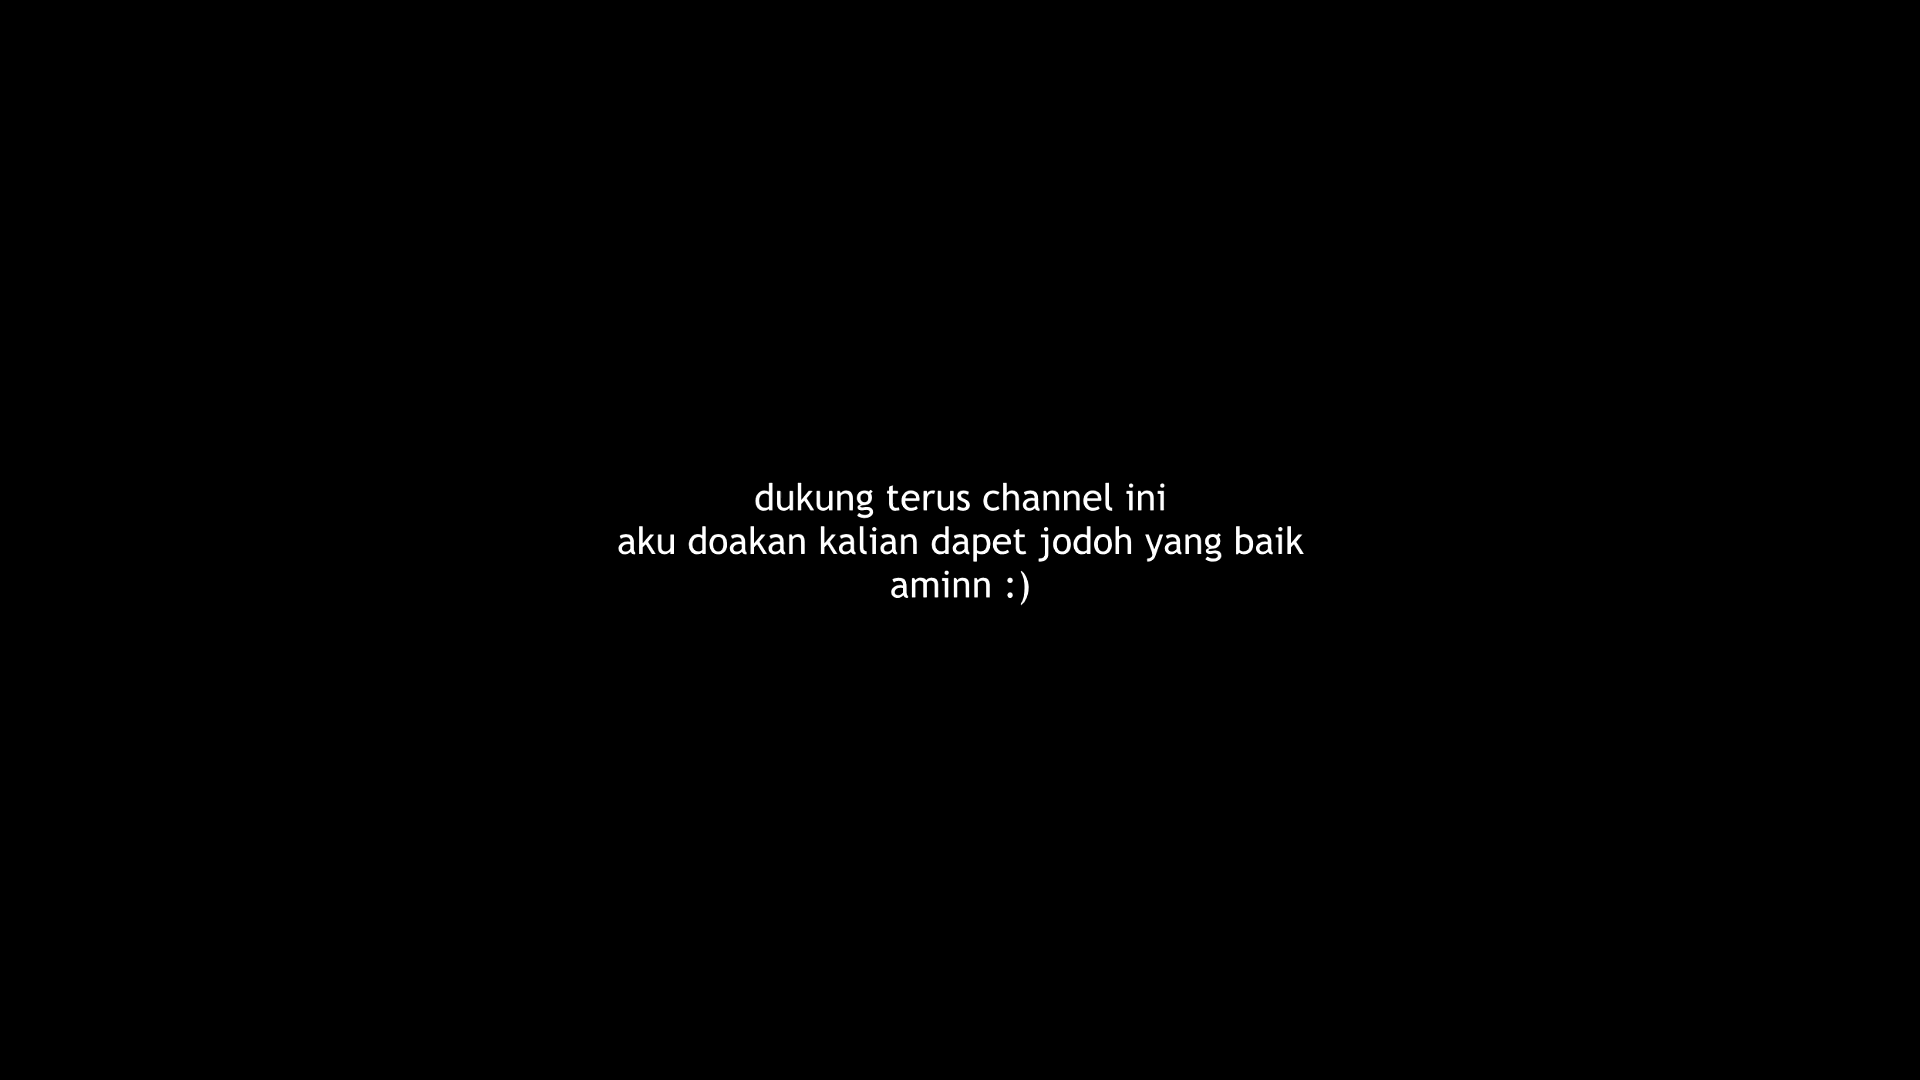 dukung terus channel ini
aku doakan kalian dapet jodoh yang baik
aminn :)